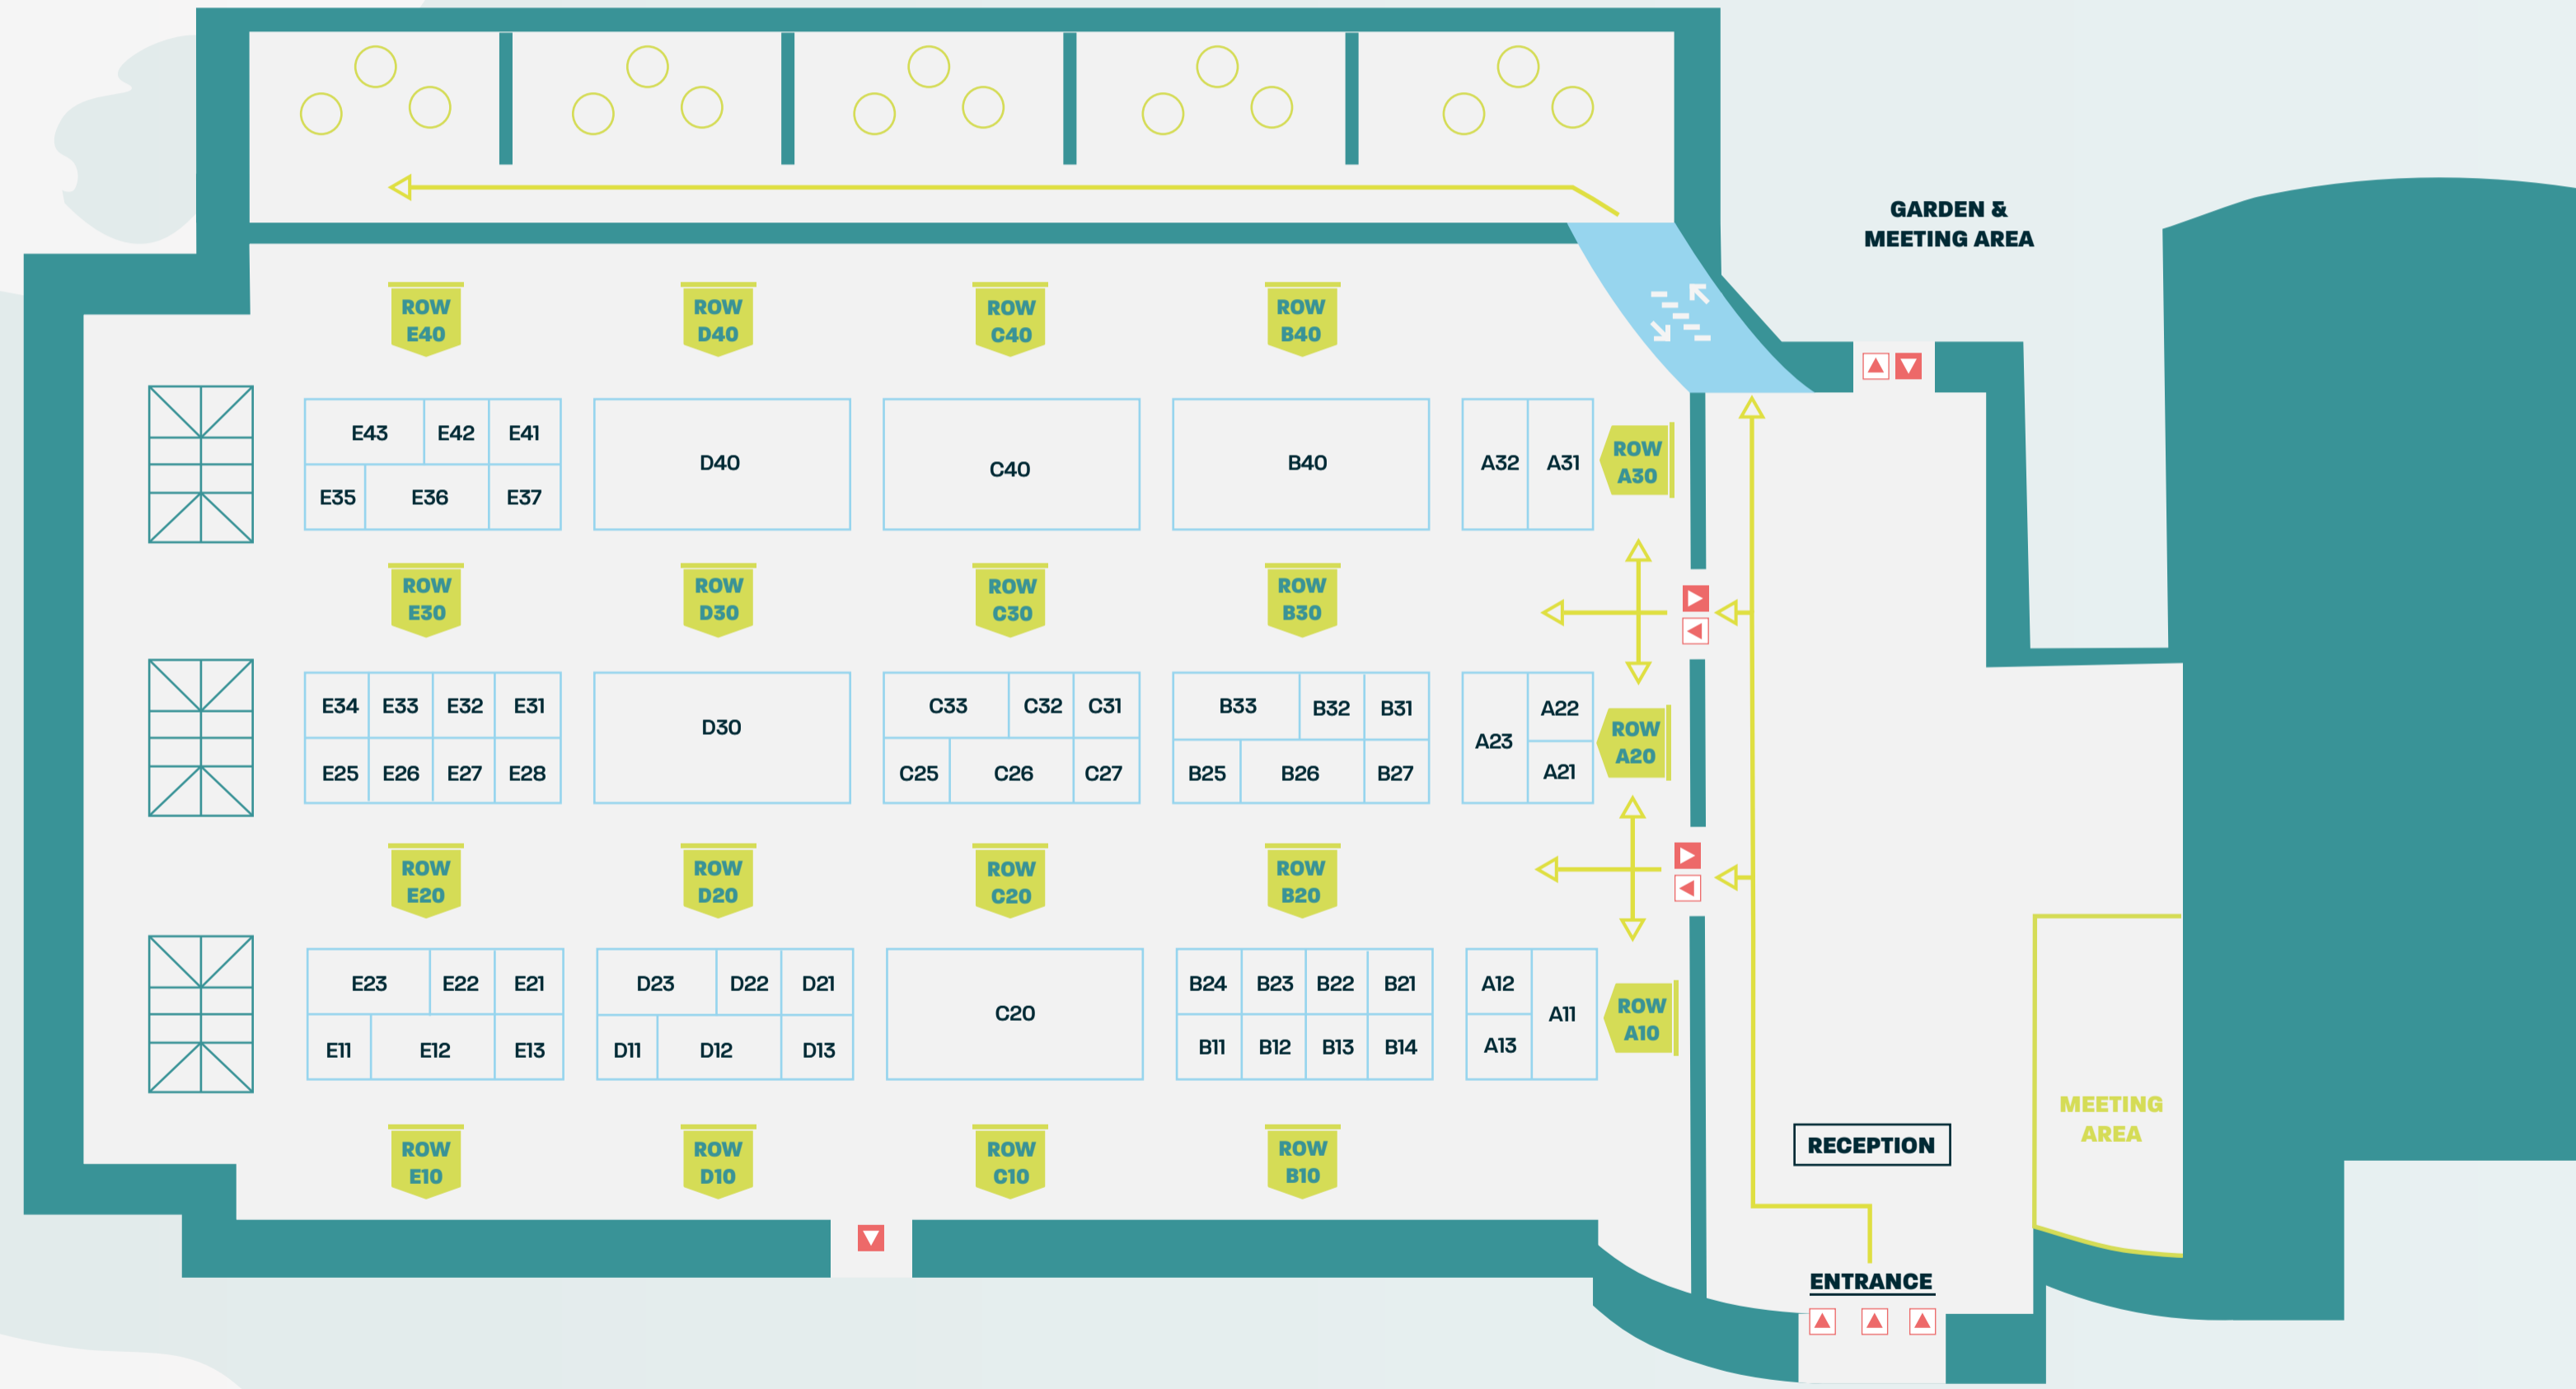 GARDEN &
MEETING AREA
ROW
E40
ROW
D40
ROW
C40
ROW
B40
E43 E42 E41
E35 E36 E37
D40
C40
B40
A32 A31
ROW
A30
ROW
E30
ROW
D30
ROW
C30
ROW
B30
E34 E33 E32 E31
E25 E26 E27 E28
D30
C33 C32 C31
C25 C26 C27
B33 B32 B31
B25 B26 B27
A23
A22
A21
ROW
A20
ROW
E20
ROW
D20
ROW
C20
ROW
B20
E23 E22 E21
E11 E12 E13
D23 D22 D21
D11 D12 D13
C20
B24 B23 B22 B21
B11 B12 B13 B14
A12
A13
A11
ROW
A10
ROW
E10
ROW
D10
ROW
C10
ROW
B10
RECEPTION
MEETING
AREA
ENTRANCE